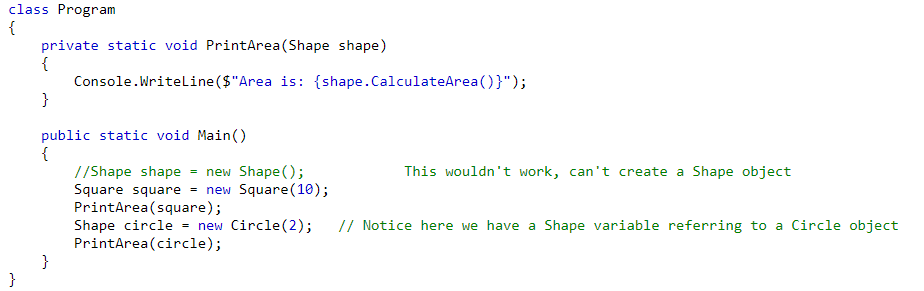 class Program
{
    private static void PrintArea(Shape shape)
    {
        Console.WriteLine($"Area is: {shape.CalculateArea()}");
    }

    public static void Main()
    {
        //Shape shape = new Shape();            This wouldn't work, can't create a Shape object
        Square square = new Square(10);
        PrintArea(square);
        Shape circle = new Circle(2);   // Notice here we have a Shape variable referring to a Circle object
        PrintArea(circle);
    }
}